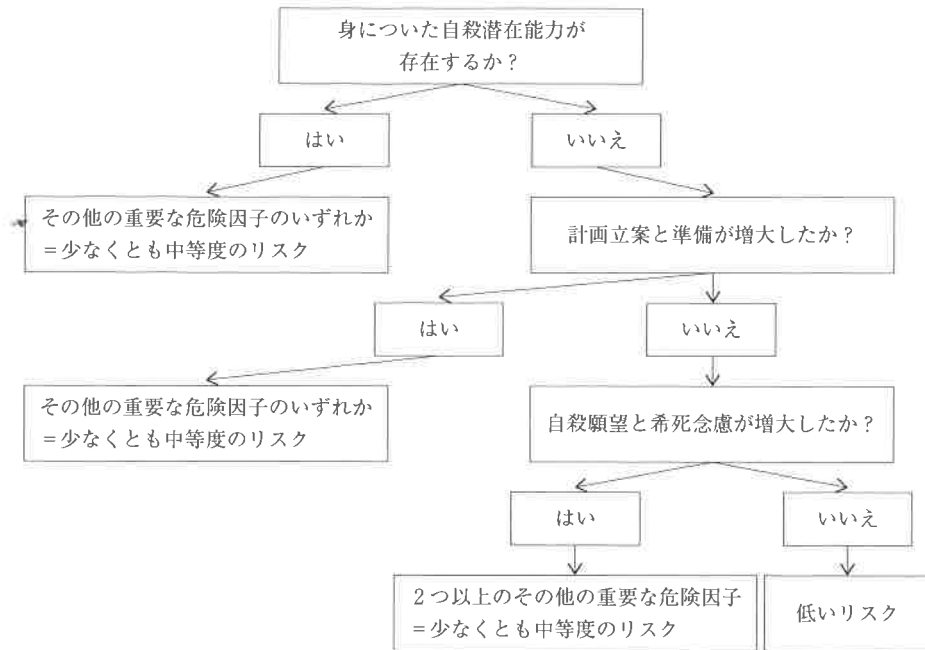 身についた自殺潜在能力が
存在するか？
はい
いいえ
その他の重要な危険因子のいずれか
＝少なくとも中等度のリスク
計画立案と準備が増大したか？
はい
いいえ
その他の重要な危険因子のいずれか
＝少なくとも中等度のリスク
自殺願望と希死念慮が増大したか？
はい
いいえ
2つ以上のその他の重要な危険因子
＝少なくとも中等度のリスク
低いリスク